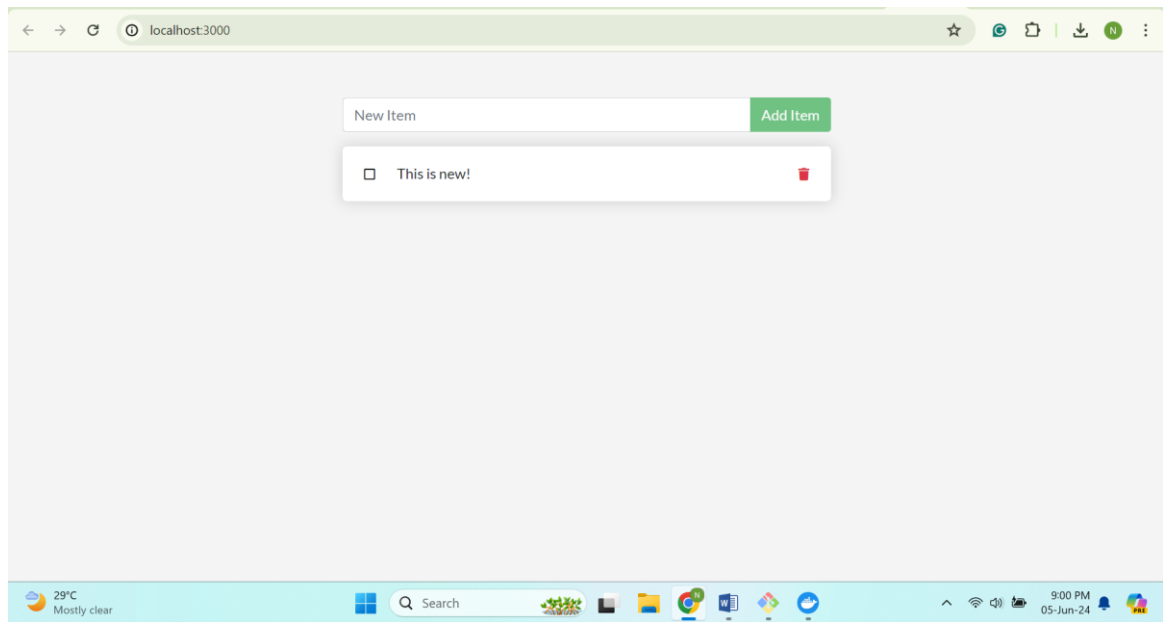 localhost:3000
N
New Item
Add Item
This is new!
29°C
Mostly clear
Search
N
W
9:00 PM
05-Jun-24
PRE